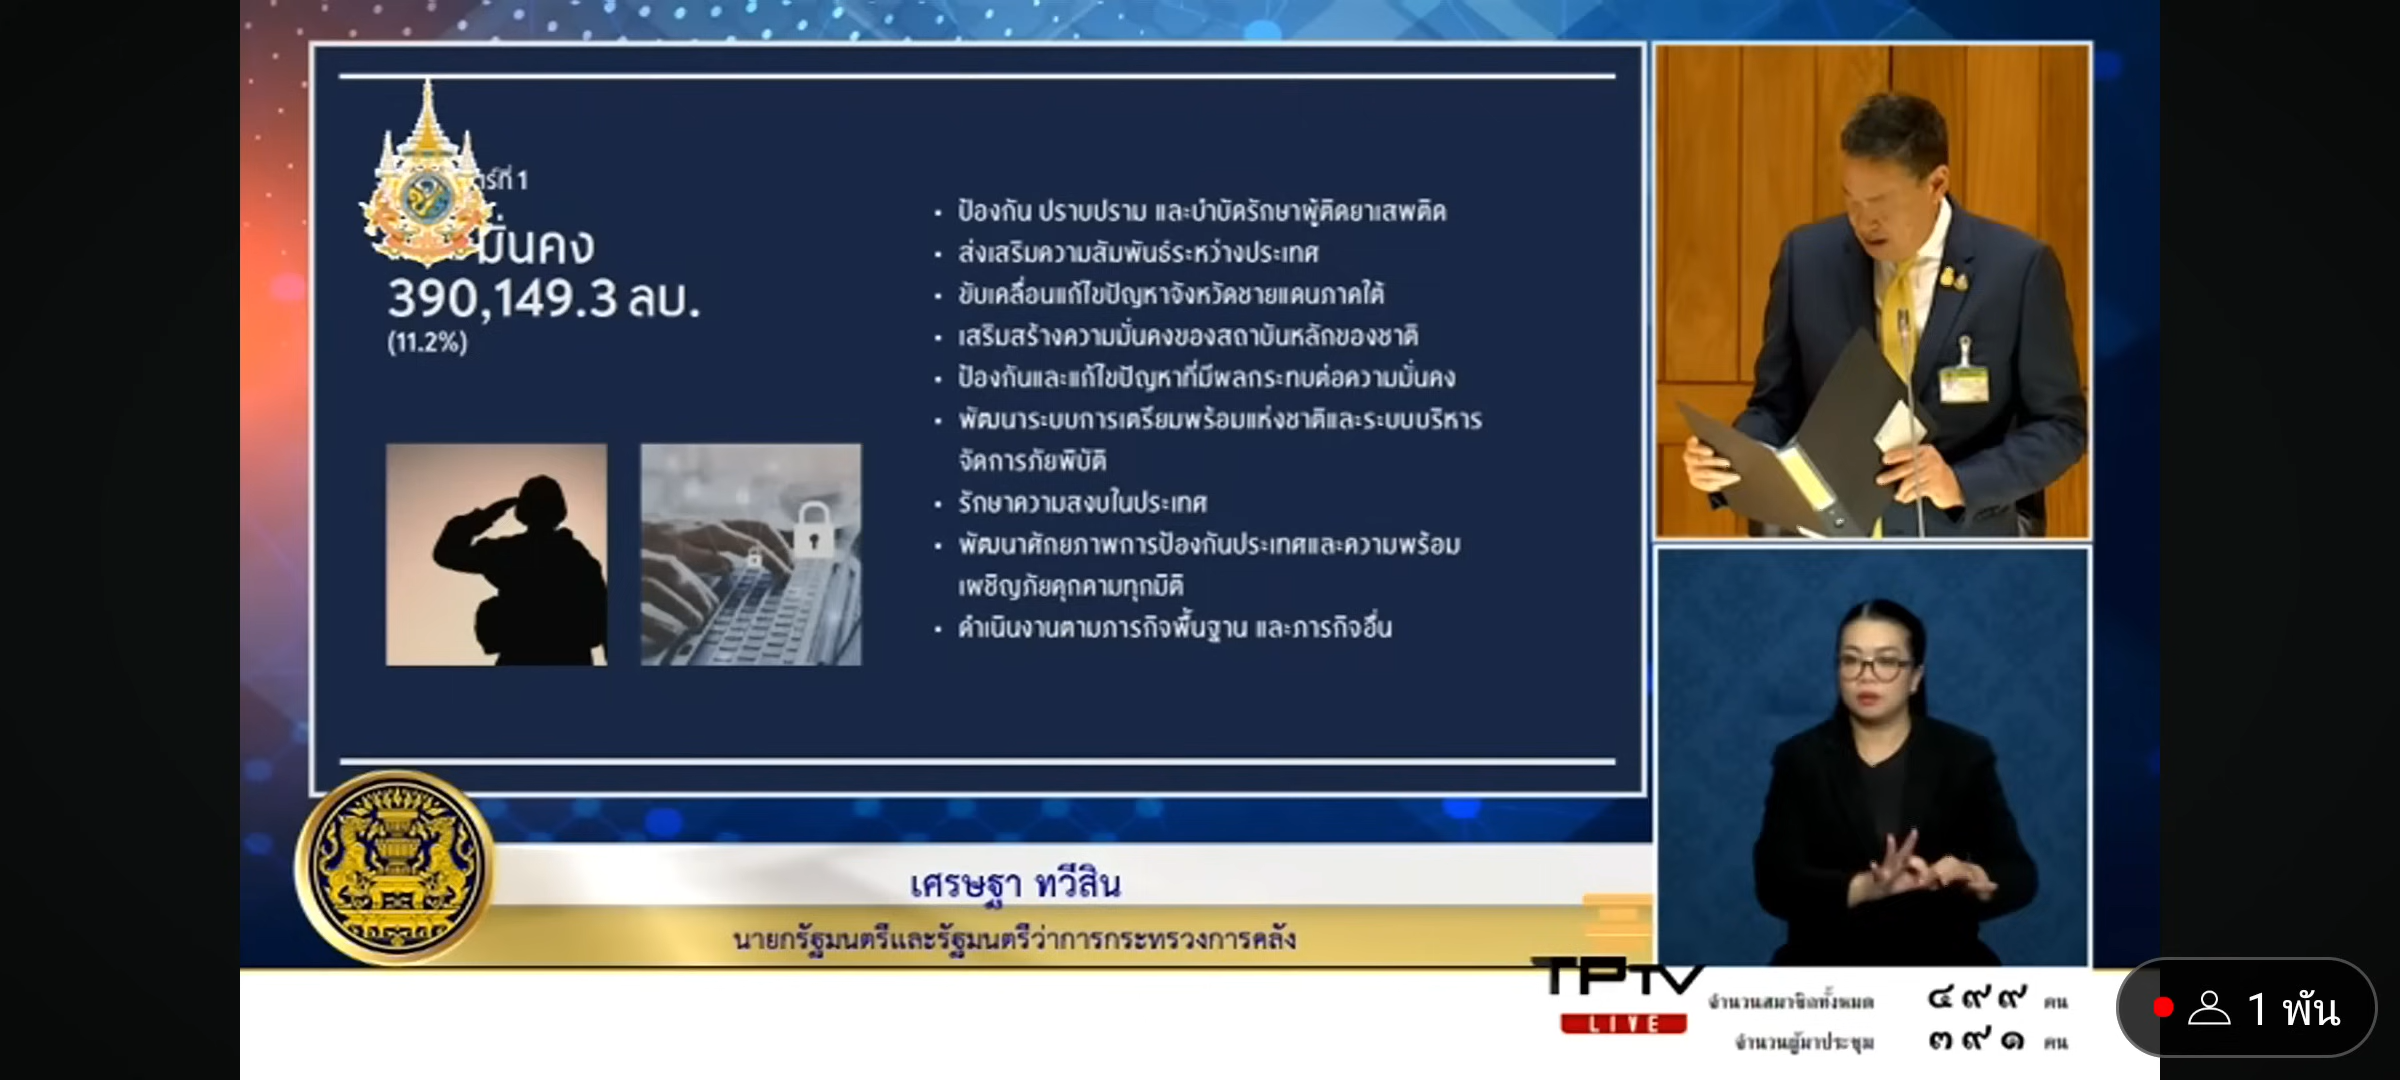 ร์ที่ 1
มั่นคง
390,149.3 ลบ.
(11.2%)
• ป้องกัน ปราบปราม และบำบัดรักษาผู้ติดยาเสพติด
• ส่งเสริมความสัมพันธ์ระหว่างประเทศ
• ขับเคลื่อนแก้ไขปัญหาจังหวัดชายแดนภาคใต้
• เสริมสร้างความมั่นคงของสถาบันหลักของชาติ
• ป้องกันและแก้ไขปัญหาที่มีผลกระทบต่อความมั่นคง
• พัฒนาระบบการเตรียมพร้อมแห่งชาติและระบบบริหาร
จัดการภัยพิบัติ
• รักษาความสงบในประเทศ
• พัฒนาศักยภาพการป้องกันประเทศและความพร้อม
เผชิญภัยคุกคามทุกมิติ
• ดำเนินงานตามภารกิจพื้นฐาน และภารกิจอื่น
เศรษฐา ทวีสิน
นายกรัฐมนตรีและรัฐมนตรีว่าการกระทรวงการคลัง
TPTV
LIVE
จำนวนสมาชิกทั้งหมด ๔๙๙ คน
จำนวนผู้มาประชุม ๓๙๑ คน
1 พัน